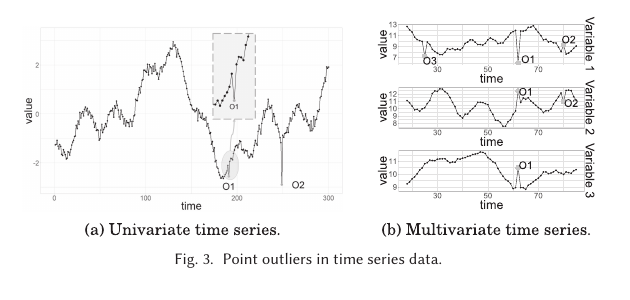 value
2
0
-2
0
100
200
300
time
O1
O1
O2
(a) Univariate time series.
value
13
11
9
7
O3
O1
O2
30
50
70
time
Variable 1
value
12
11
10
9
8
O1
O2
30
50
70
time
Variable 2
value
11
10
9
O1
30
50
70
time
Variable 3
(b) Multivariate time series.
Fig. 3. Point outliers in time series data.